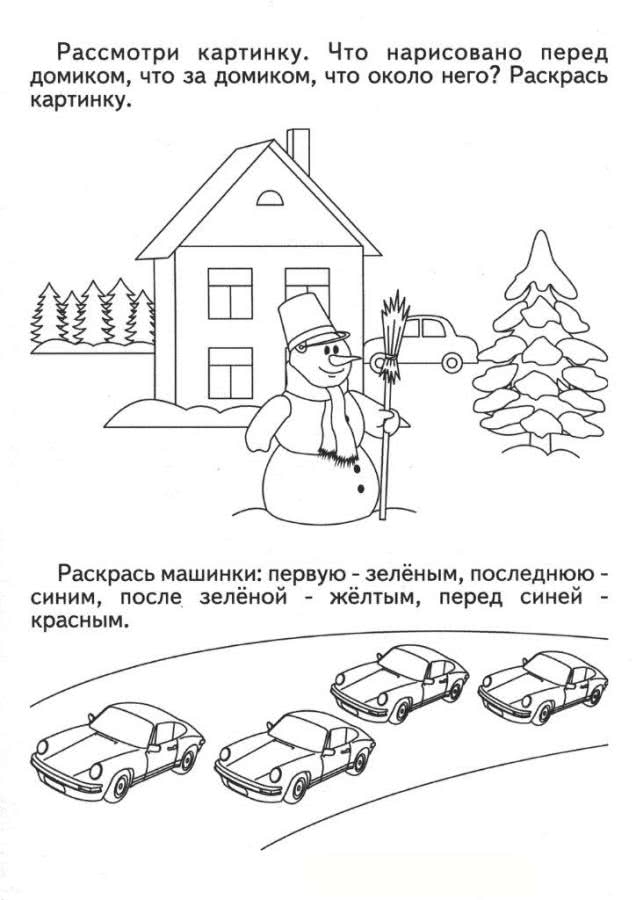 Рассмотри картинку. Что нарисовано перед
домиком, что за домиком, что около него? Раскрась
картинку.
Раскрась машинки: первую - зелёным, последнюю -
синим, после зелёной - жёлтым, перед синей -
красным.